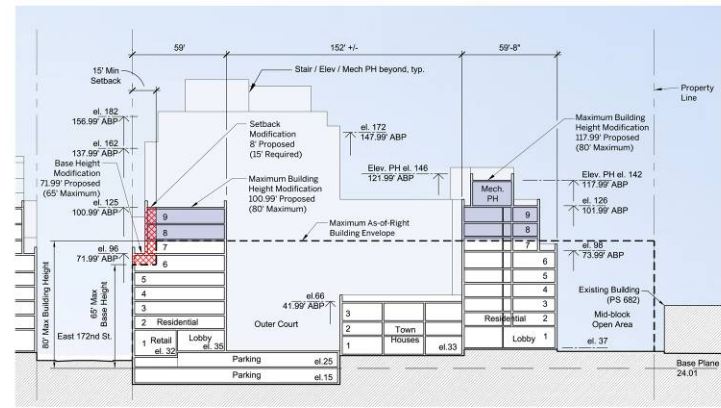 59'
152' +/-
59'-8"
15' Min
Setback
Stair / Elev / Mech PH beyond, typ.
Property
Line
el. 182
156.99' ABP
el. 172
147.99' ABP
Setback
Modification
8' Proposed
(15' Required)
Maximum Building
Height Modification
117.99' Proposed
(80' Maximum)
el. 162
137.99' ABP
Base Height
Modification
71.99' Proposed
(65' Maximum)
Elev. PH el. 146
121.99' ABP
Elev. PH el. 142
117.99' ABP
Maximum Building
Height Modification
100.99' Proposed
(80' Maximum)
Mech.
PH
el. 125
100.99' ABP
el. 126
101.99' ABP
9
9
Maximum As-of-Right
Building Envelope
8
8
7
7
el. 96
71.99' ABP
el. 98
73.99' ABP
6
6
5
5
4
4
3
3
2 Residential
2
Residential
1 Retail
el. 32
Lobby
el. 35
1
Lobby
80' Max Building Height
65' Max
Base Height
East 172nd St.
Outer Court
el.66
41.99' ABP
3
2
1
Town
Houses
el.33
Existing Building
(PS 682)
Mid-block
Open Area
el. 37
Parking
el.25
Parking
el.15
Base Plane
24.01